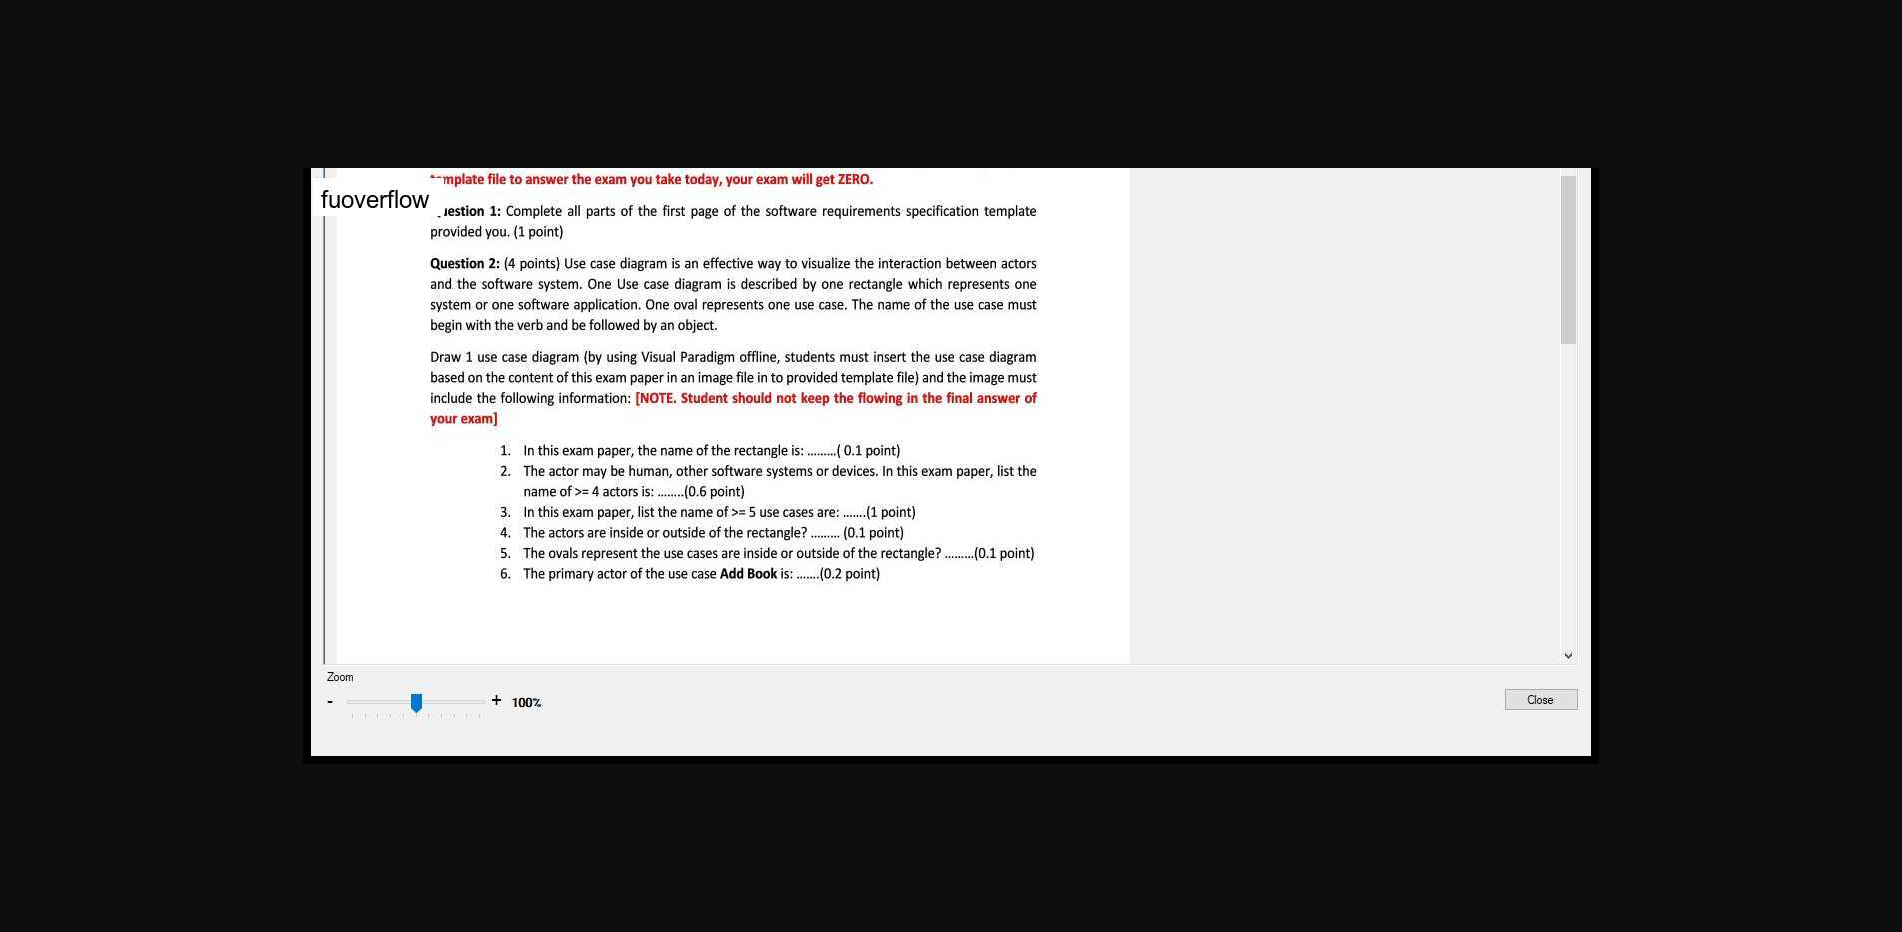 template file to answer the exam you take today, your exam will get ZERO.
fuoverflow
Question 1: Complete all parts of the first page of the software requirements specification template
provided you. (1 point)
Question 2: (4 points) Use case diagram is an effective way to visualize the interaction between actors
and the software system. One Use case diagram is described by one rectangle which represents one
system or one software application. One oval represents one use case. The name of the use case must
begin with the verb and be followed by an object.
Draw 1 use case diagram (by using Visual Paradigm offline, students must insert the use case diagram
based on the content of this exam paper in an image file in to provided template file) and the image must
include the following information: [NOTE. Student should not keep the flowing in the final answer of
your exam]
1. In this exam paper, the name of the rectangle is: .........( 0.1 point)
2. The actor may be human, other software systems or devices. In this exam paper, list the
name of >= 4 actors is: ........(0.6 point)
3. In this exam paper, list the name of >= 5 use cases are: .......(1 point)
4. The actors are inside or outside of the rectangle? ......... (0.1 point)
5. The ovals represent the use cases are inside or outside of the rectangle? .........(0.1 point)
6. The primary actor of the use case Add Book is: .......(0.2 point)
Zoom
- + 100%
Close